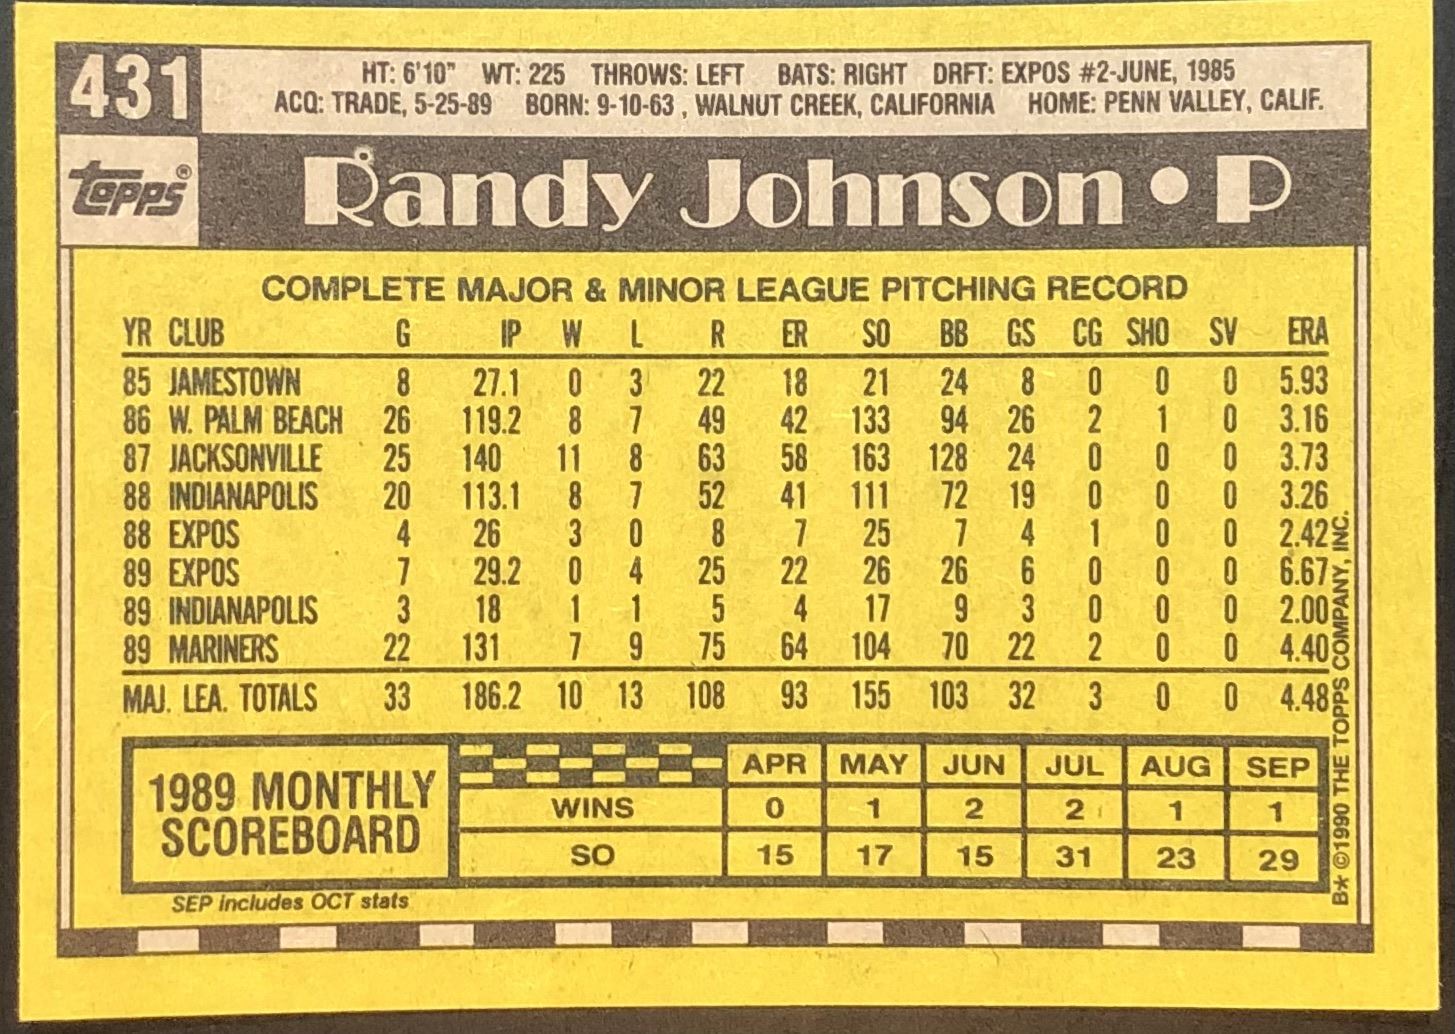 431
HT: 6'10" WT: 225 THROWS: LEFT BATS: RIGHT DRFT: EXPOS #2-JUNE, 1985
ACQ: TRADE, 5-25-89 BORN: 9-10-63 , WALNUT CREEK, CALIFORNIA HOME: PENN VALLEY, CALIF.
topps®
Randy Johnson • P
COMPLETE MAJOR & MINOR LEAGUE PITCHING RECORD
YR CLUB G IP W L R ER SO BB GS CG SHO SV ERA
85 JAMESTOWN 8 27.1 0 3 22 18 21 24 8 0 0 0 5.93
86 W. PALM BEACH 26 119.2 8 7 49 42 133 94 26 2 1 0 3.16
87 JACKSONVILLE 25 140 11 8 63 58 163 128 24 0 0 0 3.73
88 INDIANAPOLIS 20 113.1 8 7 52 41 111 72 19 0 0 0 3.26
88 EXPOS 4 26 3 0 8 7 25 7 4 1 0 0 2.42
89 EXPOS 7 29.2 0 4 25 22 26 26 6 0 0 0 6.67
89 INDIANAPOLIS 3 18 1 1 5 4 17 9 3 0 0 0 2.00
89 MARINERS 22 131 7 9 75 64 104 70 22 2 0 0 4.40
MAJ. LEA. TOTALS 33 186.2 10 13 108 93 155 103 32 3 0 0 4.48
1989 MONTHLY
SCOREBOARD
APR MAY JUN JUL AUG SEP
WINS 0 1 2 2 1 1
SO 15 17 15 31 23 29
SEP includes OCT stats
B* ©1990 THE TOPPS COMPANY, INC.